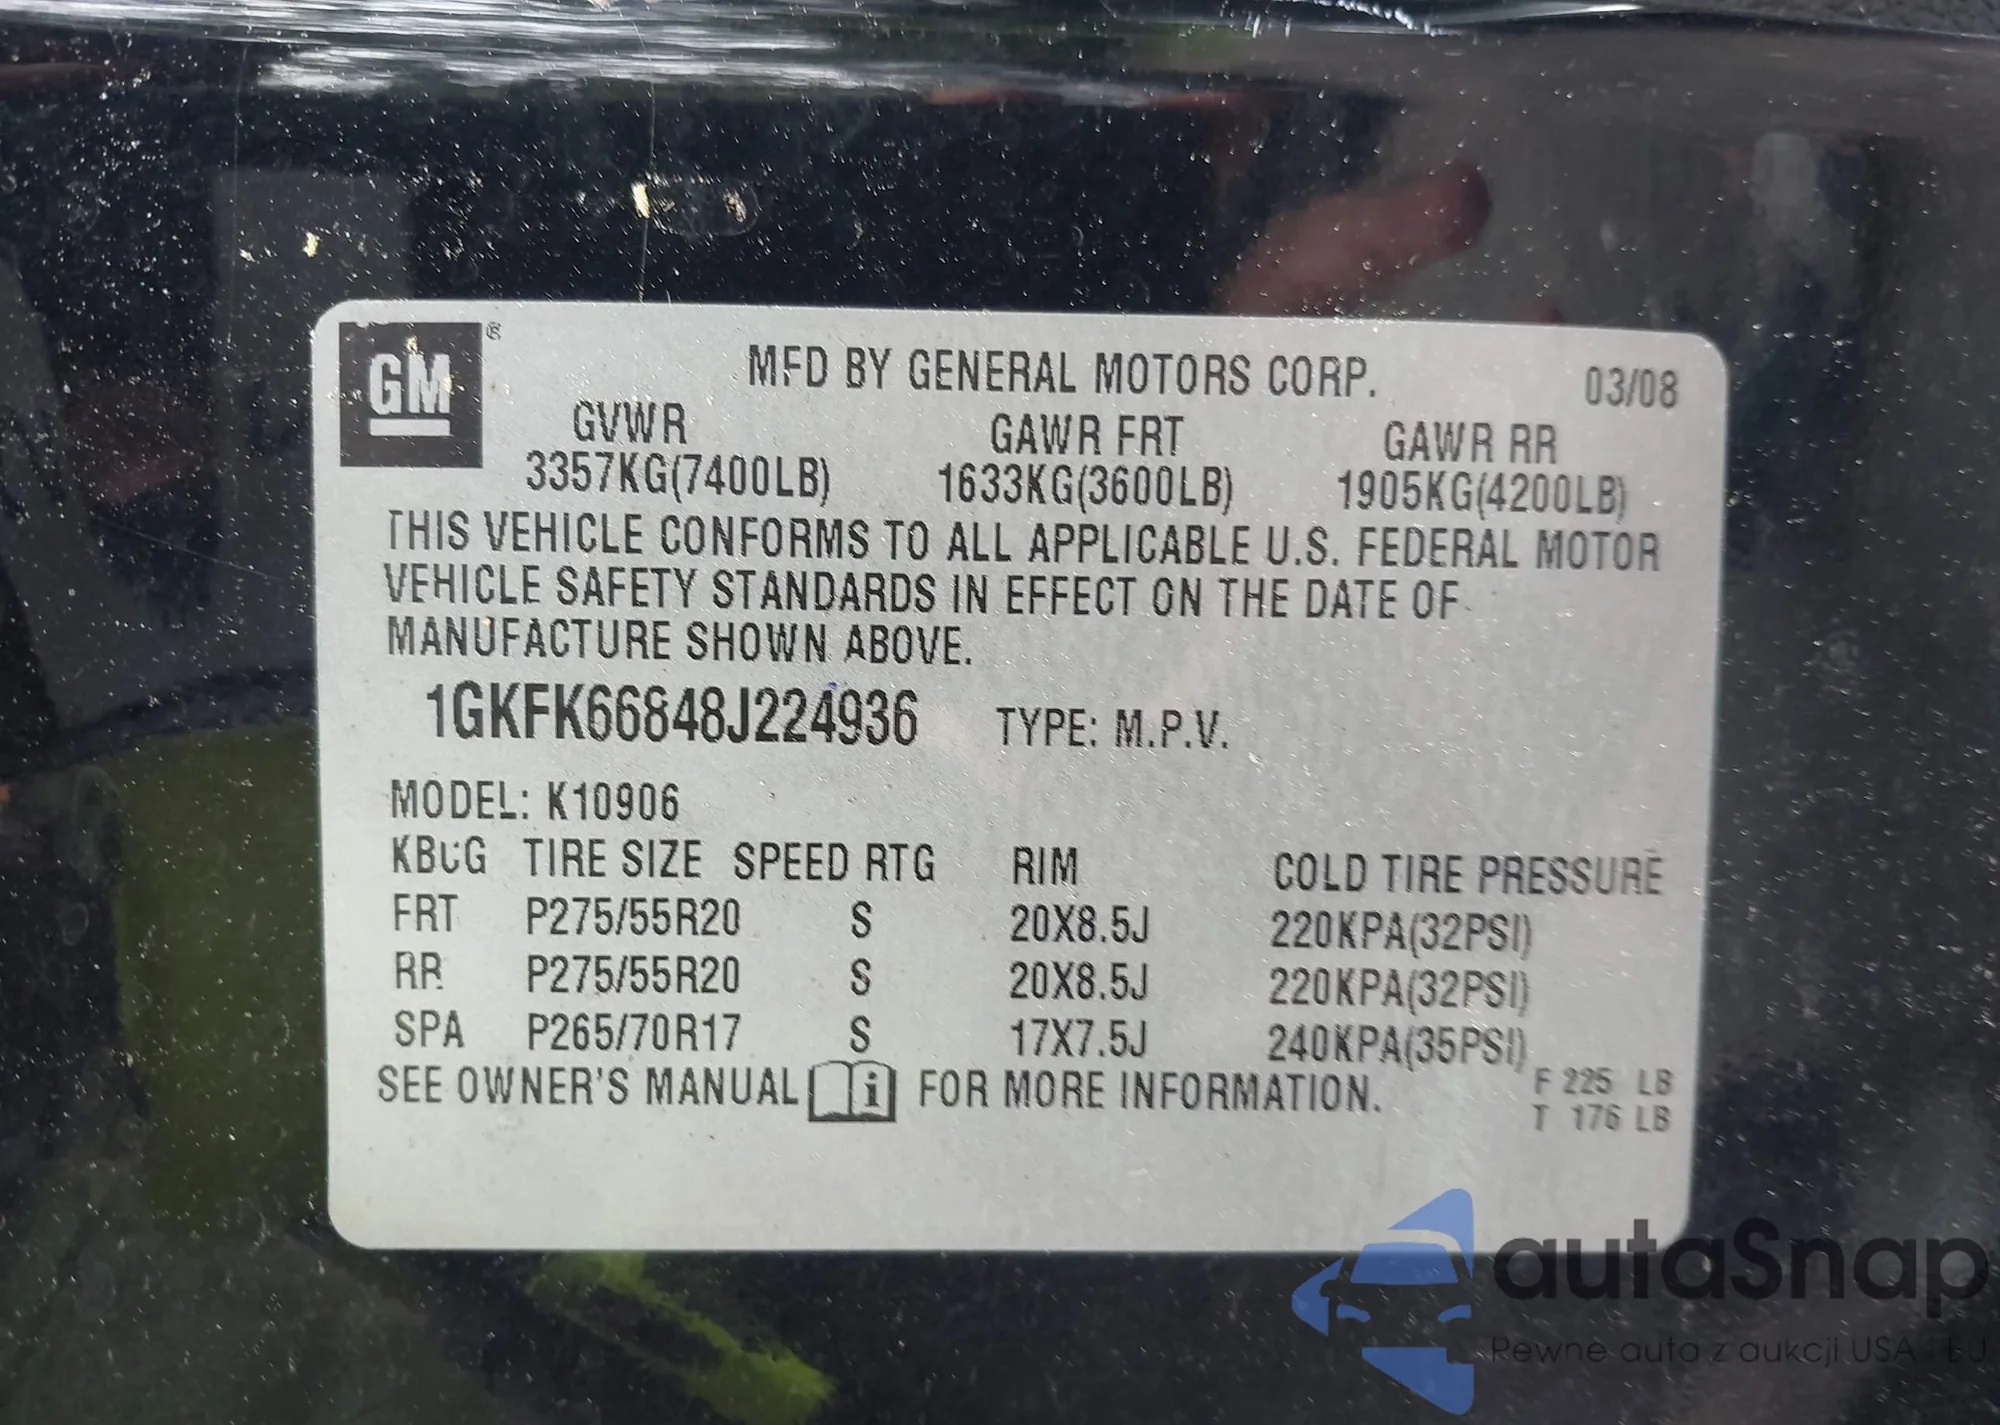 GM®
MFD BY GENERAL MOTORS CORP. 03/08
GVWR GAWR FRT GAWR RR
3357KG(7400LB) 1633KG(3600LB) 1905KG(4200LB)
THIS VEHICLE CONFORMS TO ALL APPLICABLE U.S. FEDERAL MOTOR
VEHICLE SAFETY STANDARDS IN EFFECT ON THE DATE OF
MANUFACTURE SHOWN ABOVE.
1GKFK66848J224936 TYPE: M.P.V.
MODEL: K10906
KBUG TIRE SIZE SPEED RTG RIM COLD TIRE PRESSURE
FRT P275/55R20 S 20X8.5J 220KPA(32PSI)
RR P275/55R20 S 20X8.5J 220KPA(32PSI)
SPA P265/70R17 S 17X7.5J 240KPA(35PSI)
SEE OWNER'S MANUAL i FOR MORE INFORMATION.
F 225 LB
T 176 LB
autaSnap
Pewne auta z aukcji USA i EU